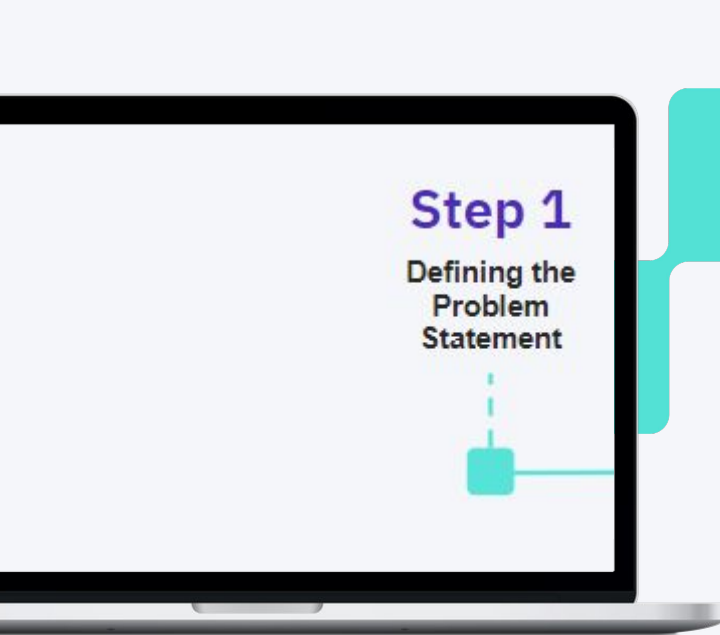 Step 1
Defining the
Problem
Statement